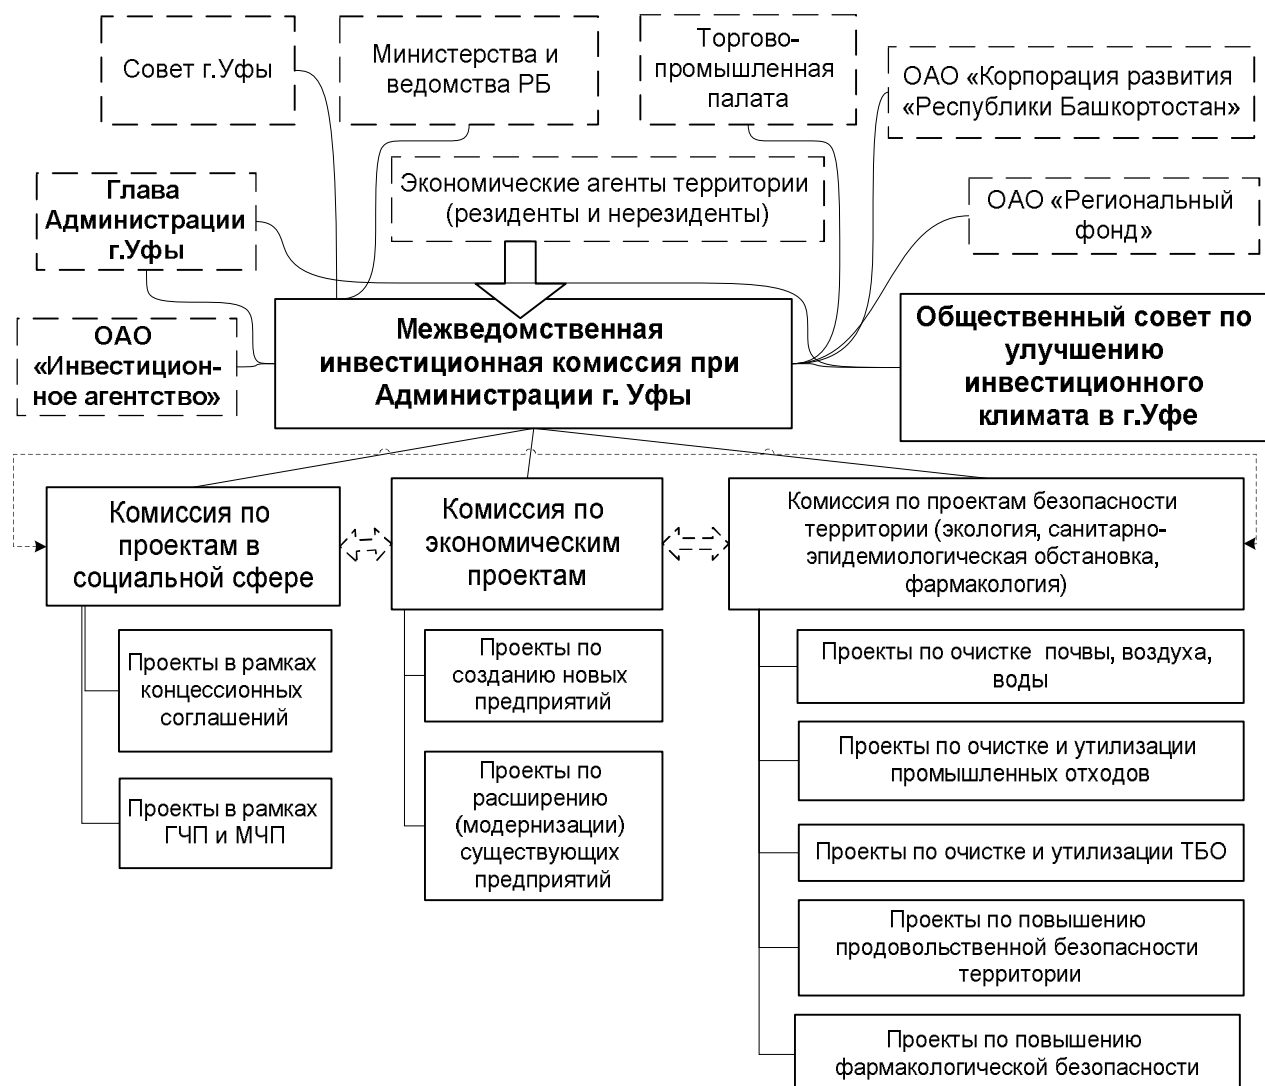 Совет г.Уфы
Министерства и
ведомства РБ
Торгово-
промышленная
палата
ОАО «Корпорация развития
«Республики Башкортостан»
Экономические агенты территории
(резиденты и нерезиденты)
Глава
Администрации
г.Уфы
ОАО «Региональный
фонд»
ОАО
«Инвестицион-
ное агентство»
Межведомственная
инвестиционная комиссия при
Администрации г. Уфы
Общественный совет по
улучшению
инвестиционного
климата в г.Уфе
Комиссия по
проектам в
социальной сфере
Комиссия по
экономическим
проектам
Комиссия по проектам безопасности
территории (экология, санитарно-
эпидемиологическая обстановка,
фармакология)
Проекты в рамках
концессионных
соглашений
Проекты в рамках
ГЧП и МЧП
Проекты по
созданию новых
предприятий
Проекты по
расширению
(модернизации)
существующих
предприятий
Проекты по очистке почвы, воздуха,
воды
Проекты по очистке и утилизации
промышленных отходов
Проекты по очистке и утилизации ТБО
Проекты по повышению
продовольственной безопасности
территории
Проекты по повышению
фармакологической безопасности